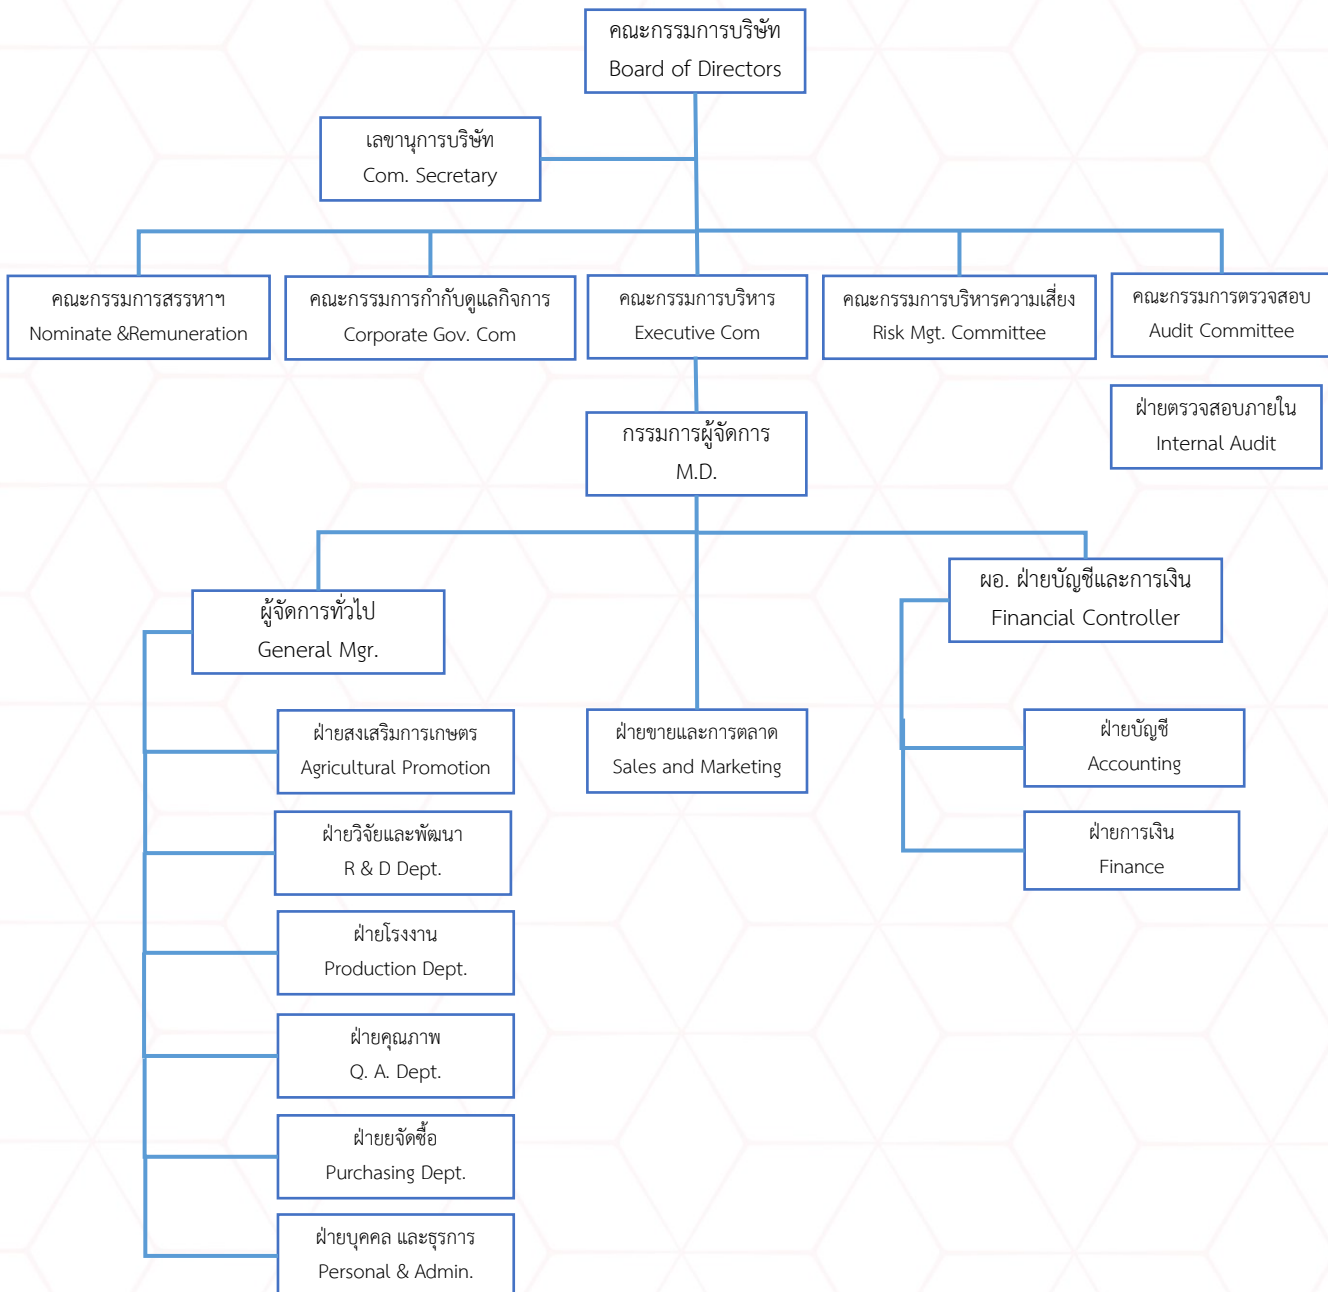 คณะกรรมการบริษัท
Board of Directors
เลขานุการบริษัท
Com. Secretary
คณะกรรมการสรรหาฯ
Nominate &Remuneration
คณะกรรมการกำกับดูแลกิจการ
Corporate Gov. Com
คณะกรรมการบริหาร
Executive Com
คณะกรรมการบริหารความเสี่ยง
Risk Mgt. Committee
คณะกรรมการตรวจสอบ
Audit Committee
ฝ่ายตรวจสอบภายใน
Internal Audit
กรรมการผู้จัดการ
M.D.
ผู้จัดการทั่วไป
General Mgr.
ผอ. ฝ่ายบัญชีและการเงิน
Financial Controller
ฝ่ายสงเสริมการเกษตร
Agricultural Promotion
ฝ่ายขายและการตลาด
Sales and Marketing
ฝ่ายบัญชี
Accounting
ฝ่ายวิจัยและพัฒนา
R & D Dept.
ฝ่ายการเงิน
Finance
ฝ่ายโรงงาน
Production Dept.
ฝ่ายคุณภาพ
Q. A. Dept.
ฝ่ายยจัดซื้อ
Purchasing Dept.
ฝ่ายบุคคล และธุรการ
Personal & Admin.